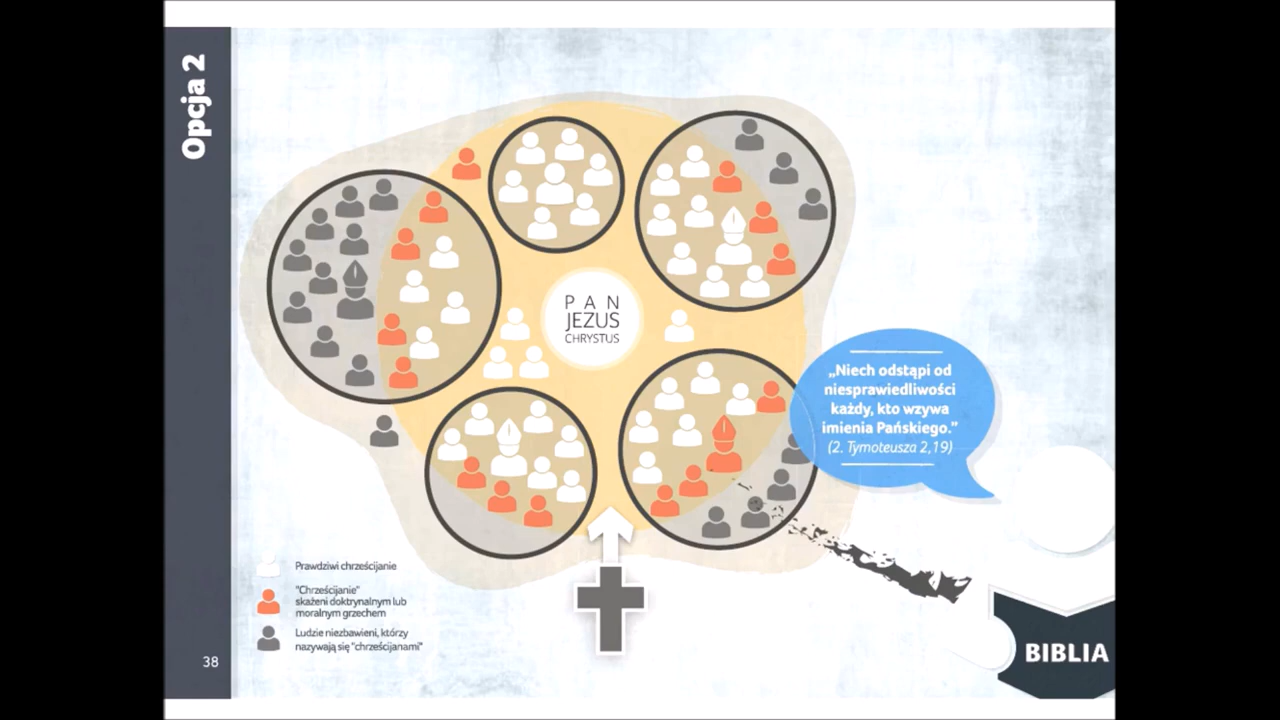 Opcja 2
P A N
JEZUS
CHRYSTUS
„Niech odstąpi od
niesprawiedliwości
każdy, kto wzywa
imienia Pańskiego.”
(2. Tymoteusza 2,19)
Prawdziwi chrześcijanie
"Chrześcijanie"
skażeni doktrynalnym lub
moralnym grzechem
Ludzie niezbawieni, którzy
nazywają się "chrześcijanami"
38
BIBLIA